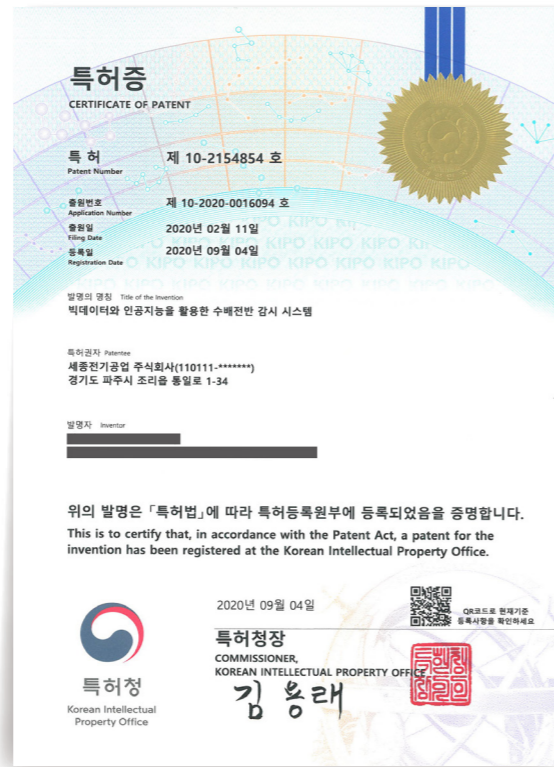 특허증
CERTIFICATE OF PATENT
특 허 제 10-2154854 호
Patent Number
출원번호 제 10-2020-0016094 호
Application Number
출원일 2020년 02월 11일
Filing Date
등록일 2020년 09월 04일
Registration Date
발명의 명칭 Title of the Invention
빅데이터와 인공지능을 활용한 수배전반 감시 시스템
특허권자 Patentee
세종전기공업 주식회사(110111-*******)
경기도 파주시 조리읍 통일로 1-34
발명자 Inventor
위의 발명은 「특허법」에 따라 특허등록원부에 등록되었음을 증명합니다.
This is to certify that, in accordance with the Patent Act, a patent for the
invention has been registered at the Korean Intellectual Property Office.
2020년 09월 04일
QR코드로 현재기준
등록사항을 확인하세요
특허청장
COMMISSIONER,
KOREAN INTELLECTUAL PROPERTY OFFICE
김용래
특허청
Korean Intellectual
Property Office